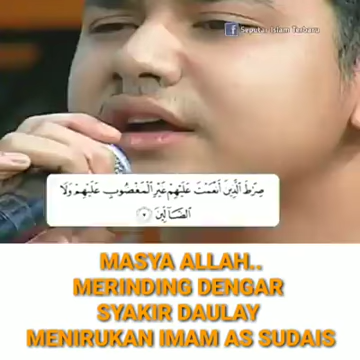 Seputar Islam Terbaru
صِرَٰطَ ٱلَّذِينَ أَنْعَمْتَ عَلَيْهِمْ غَيْرِ ٱلْمَغْضُوبِ عَلَيْهِمْ وَلَا
ٱلضَّآلِّينَ
MASYA ALLAH..
MERINDING DENGAR
SYAKIR DAULAY
MENIRUKAN IMAM AS SUDAIS